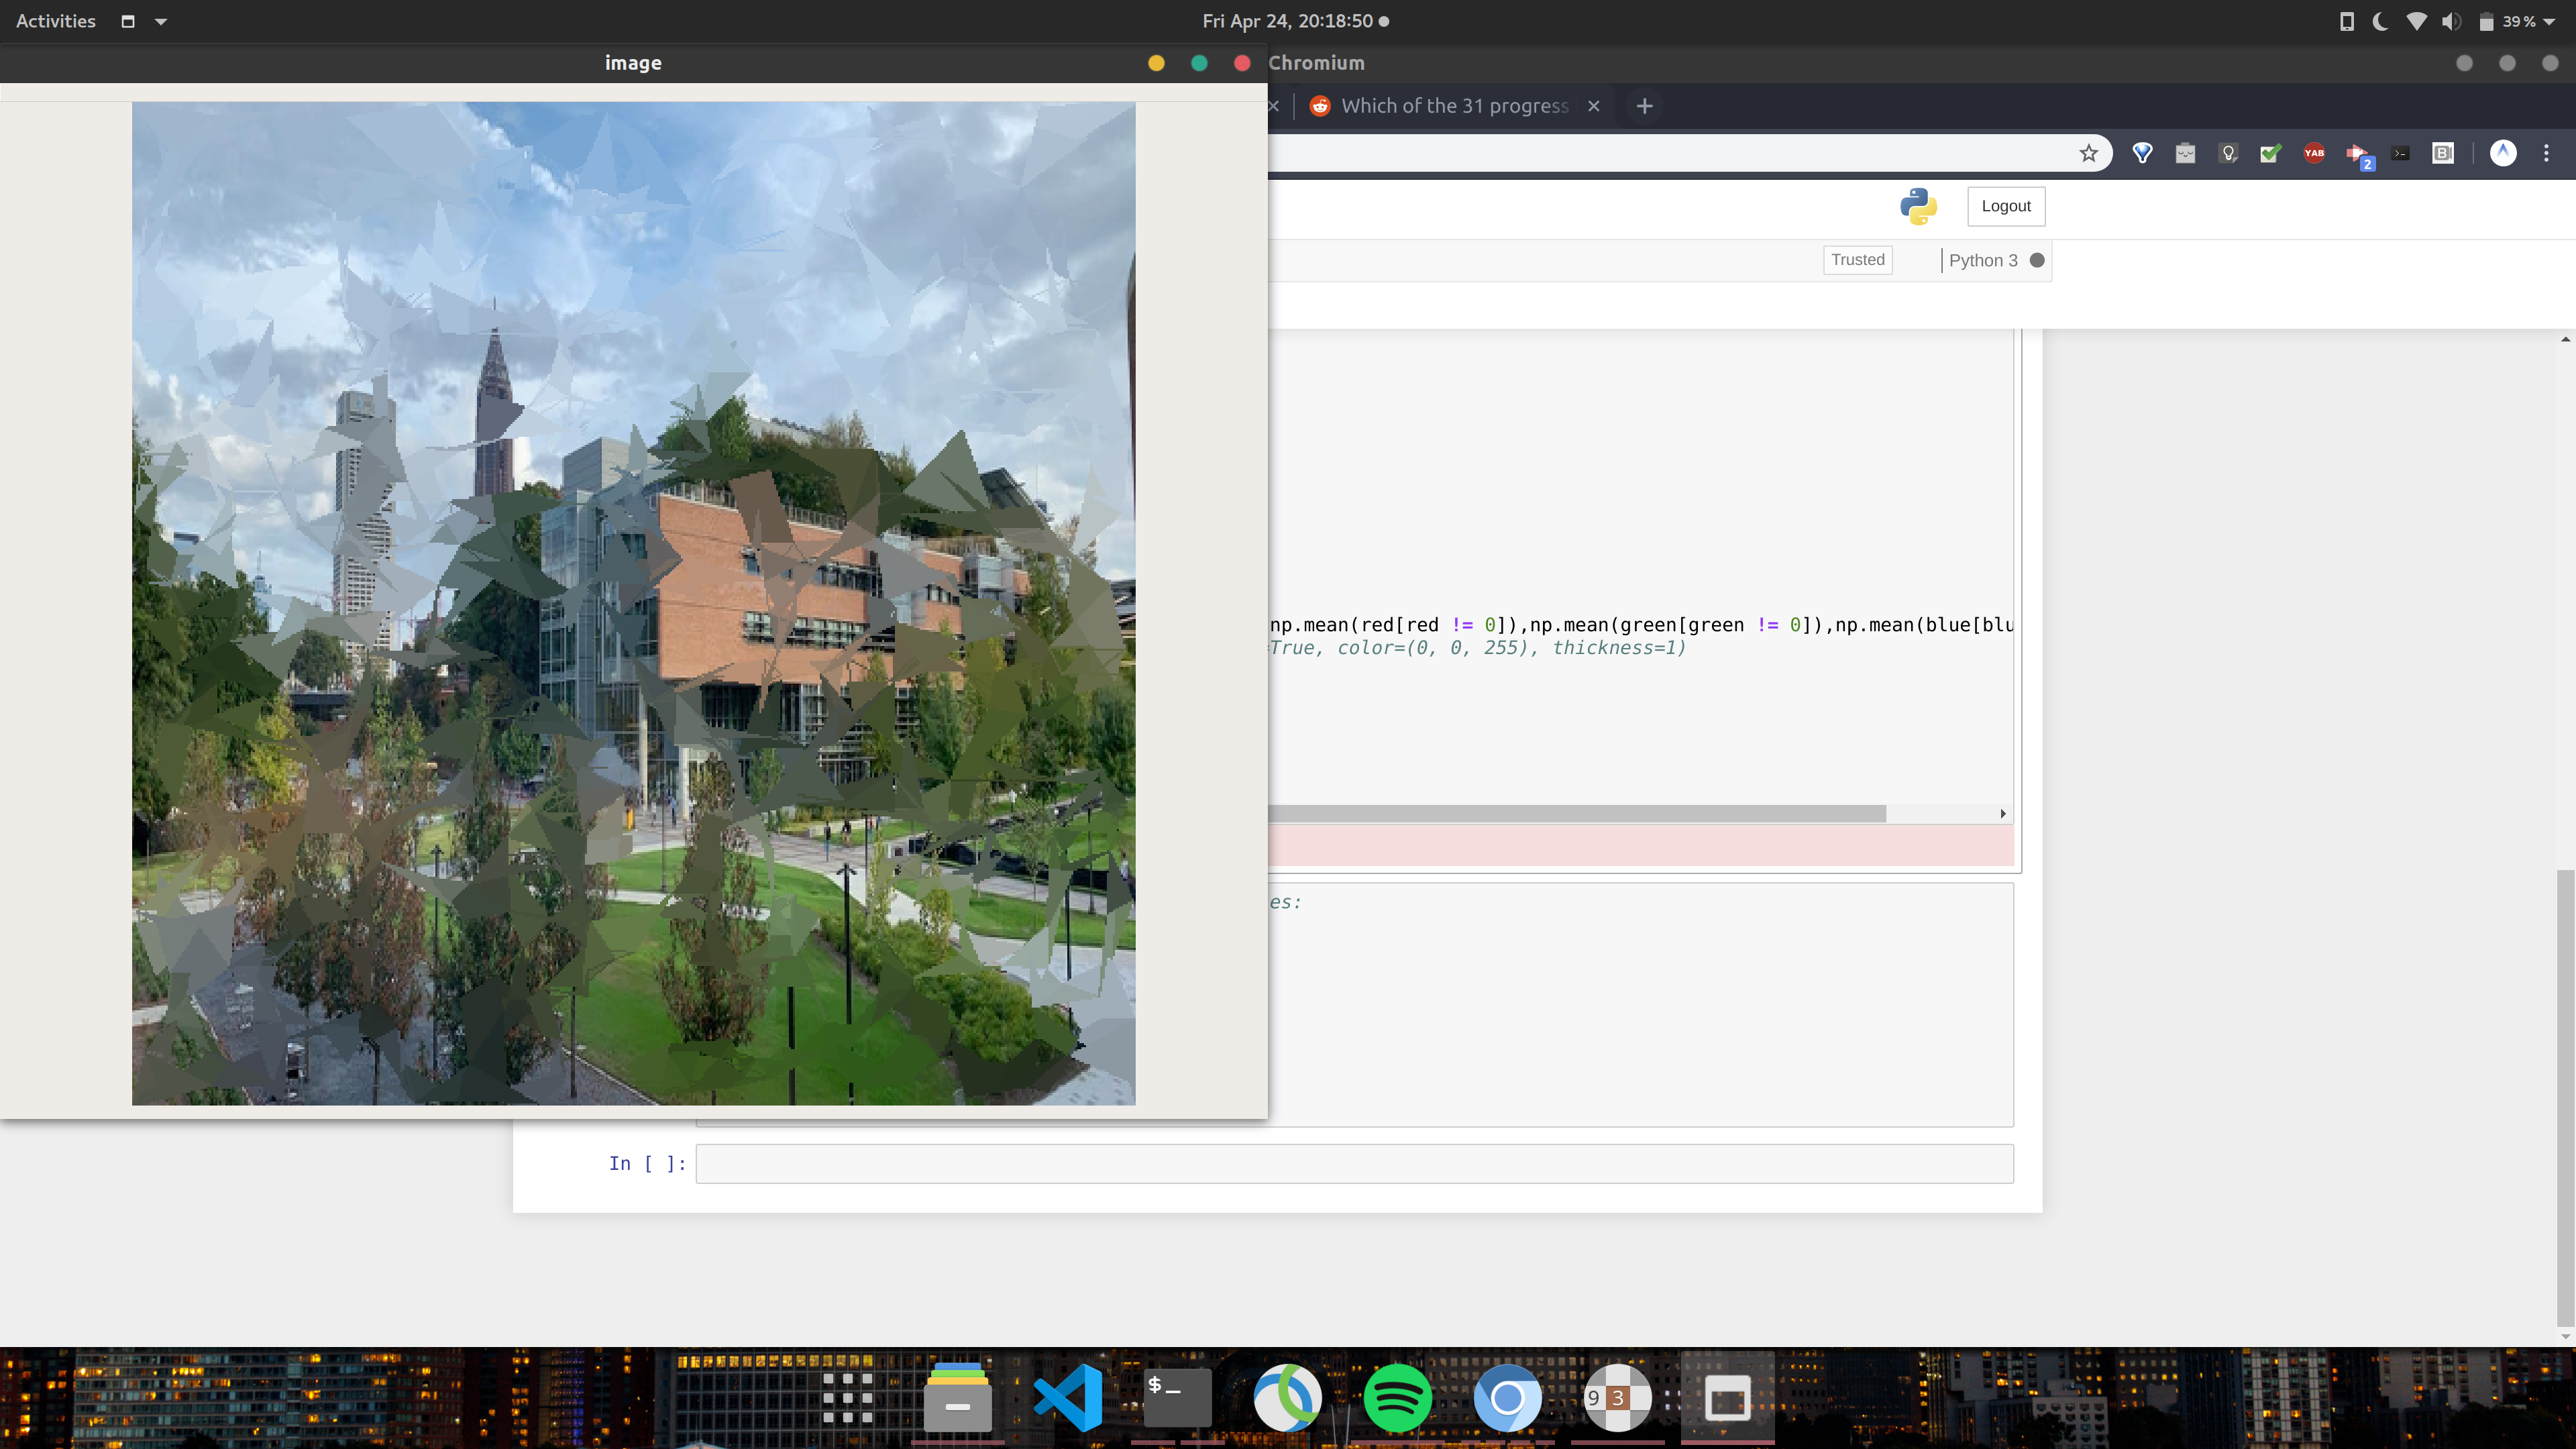 Activities
Fri Apr 24, 20:18:50
39 %
image
Chromium
Which of the 31 progress
YAB
2
B
Logout
Trusted
Python 3
np.mean(red[red != 0]),np.mean(green[green != 0]),np.mean(blue[blu
=True, color=(0, 0, 255), thickness=1)
es:
In [ ]:
$_
9 3